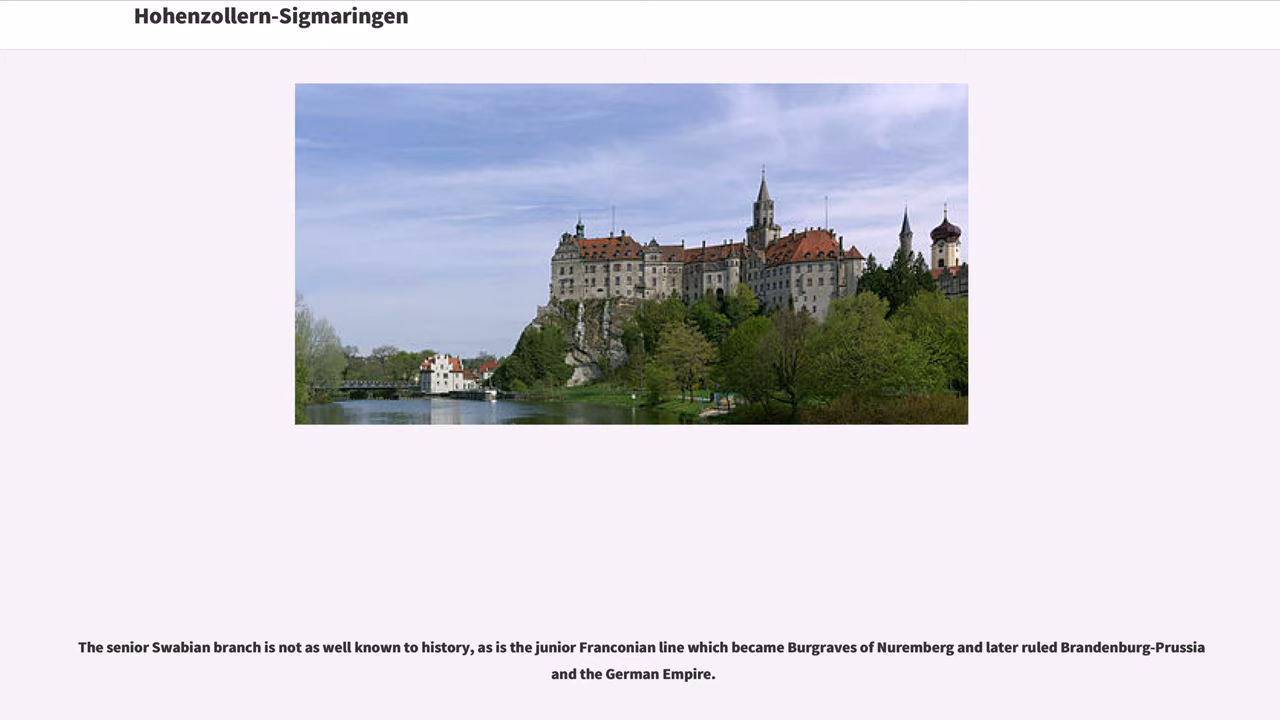 Hohenzollern-Sigmaringen
The senior Swabian branch is not as well known to history, as is the junior Franconian line which became Burgraves of Nuremberg and later ruled Brandenburg-Prussia
and the German Empire.